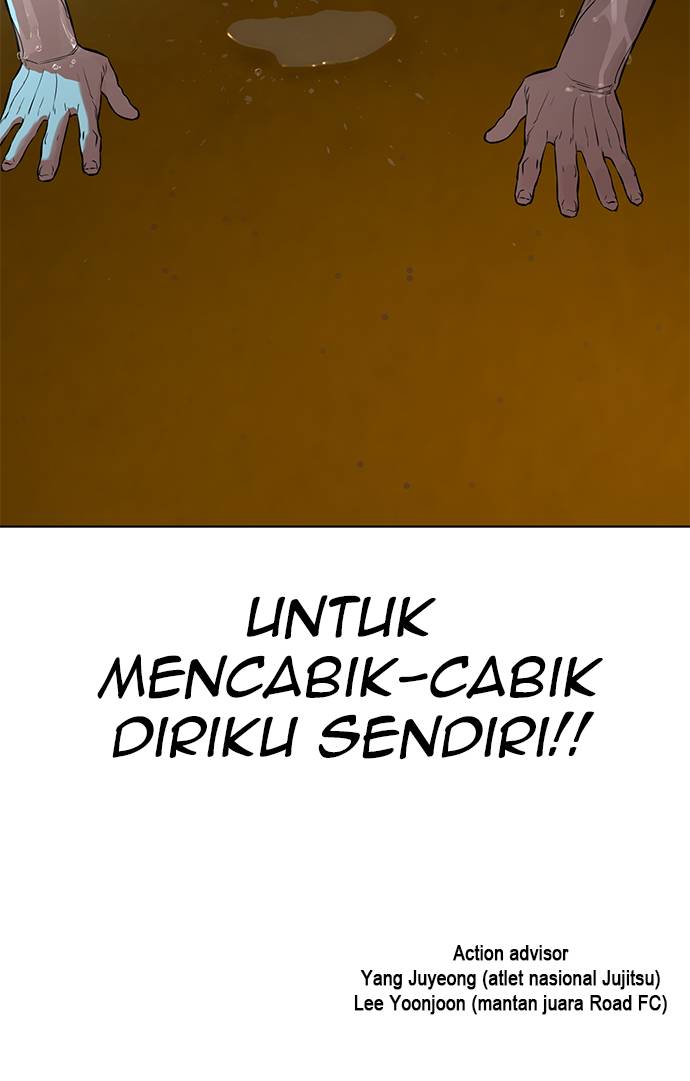 UNTUK
MENCABIK-CABIK
DIRIKU SENDIRI!!
Action advisor
Yang Juyeong (atlet nasional Jujitsu)
Lee Yoonjoon (mantan juara Road FC)